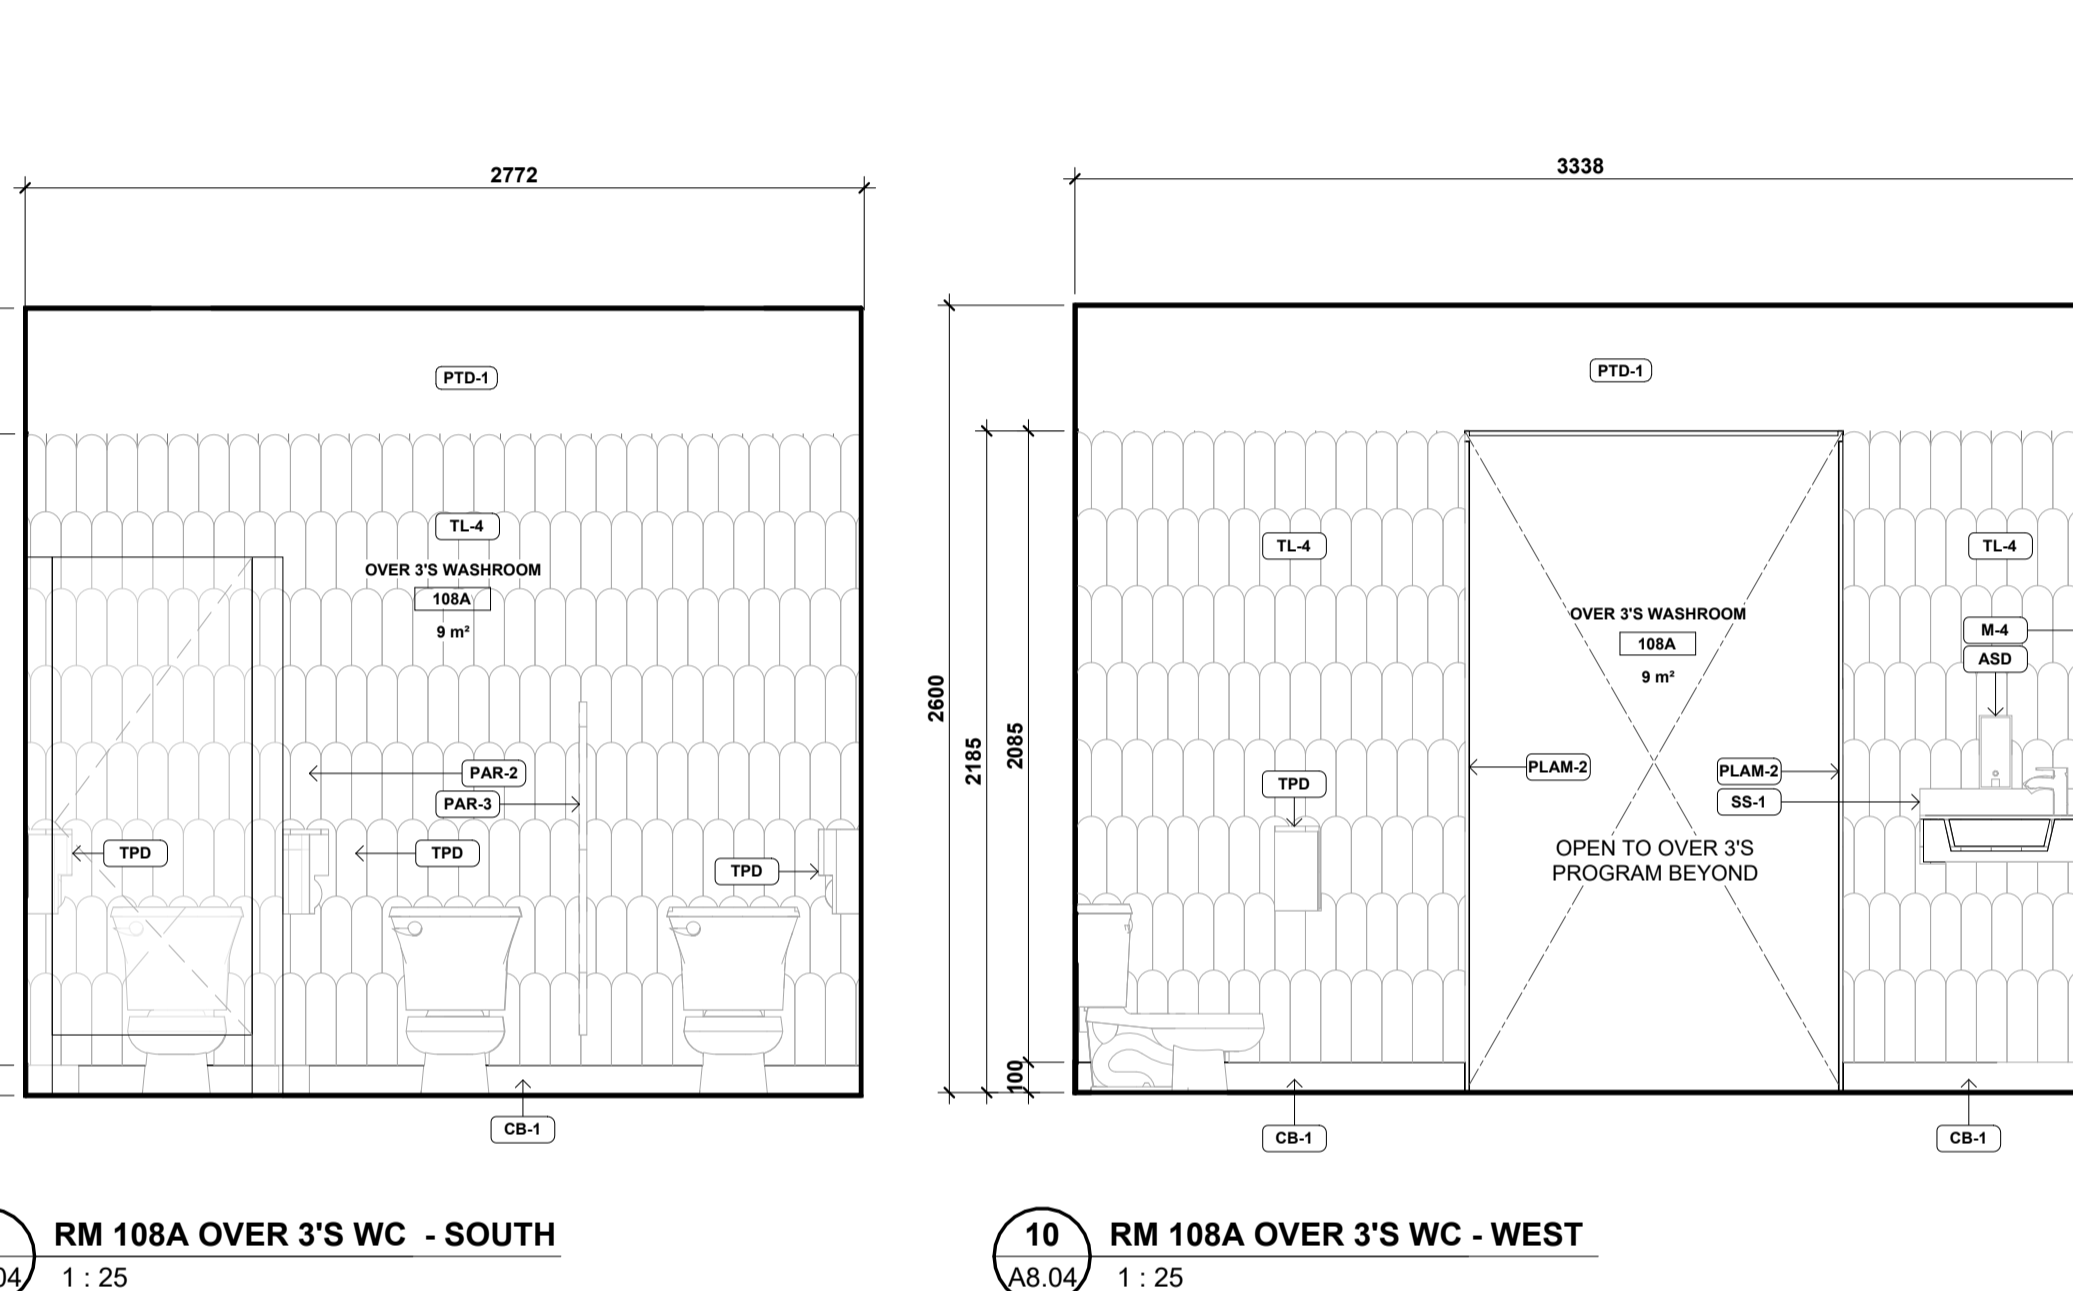 2772
PTD-1
TL-4
OVER 3'S WASHROOM
108A
9 m²
PAR-2
PAR-3
TPD
TPD
TPD
CB-1
RM 108A OVER 3'S WC - SOUTH
04
1 : 25
3338
2600
2185
2085
100
PTD-1
TL-4
TL-4
OVER 3'S WASHROOM
108A
9 m²
M-4
ASD
TPD
PLAM-2
PLAM-2
SS-1
OPEN TO OVER 3'S
PROGRAM BEYOND
CB-1
CB-1
10
RM 108A OVER 3'S WC - WEST
A8.04
1 : 25